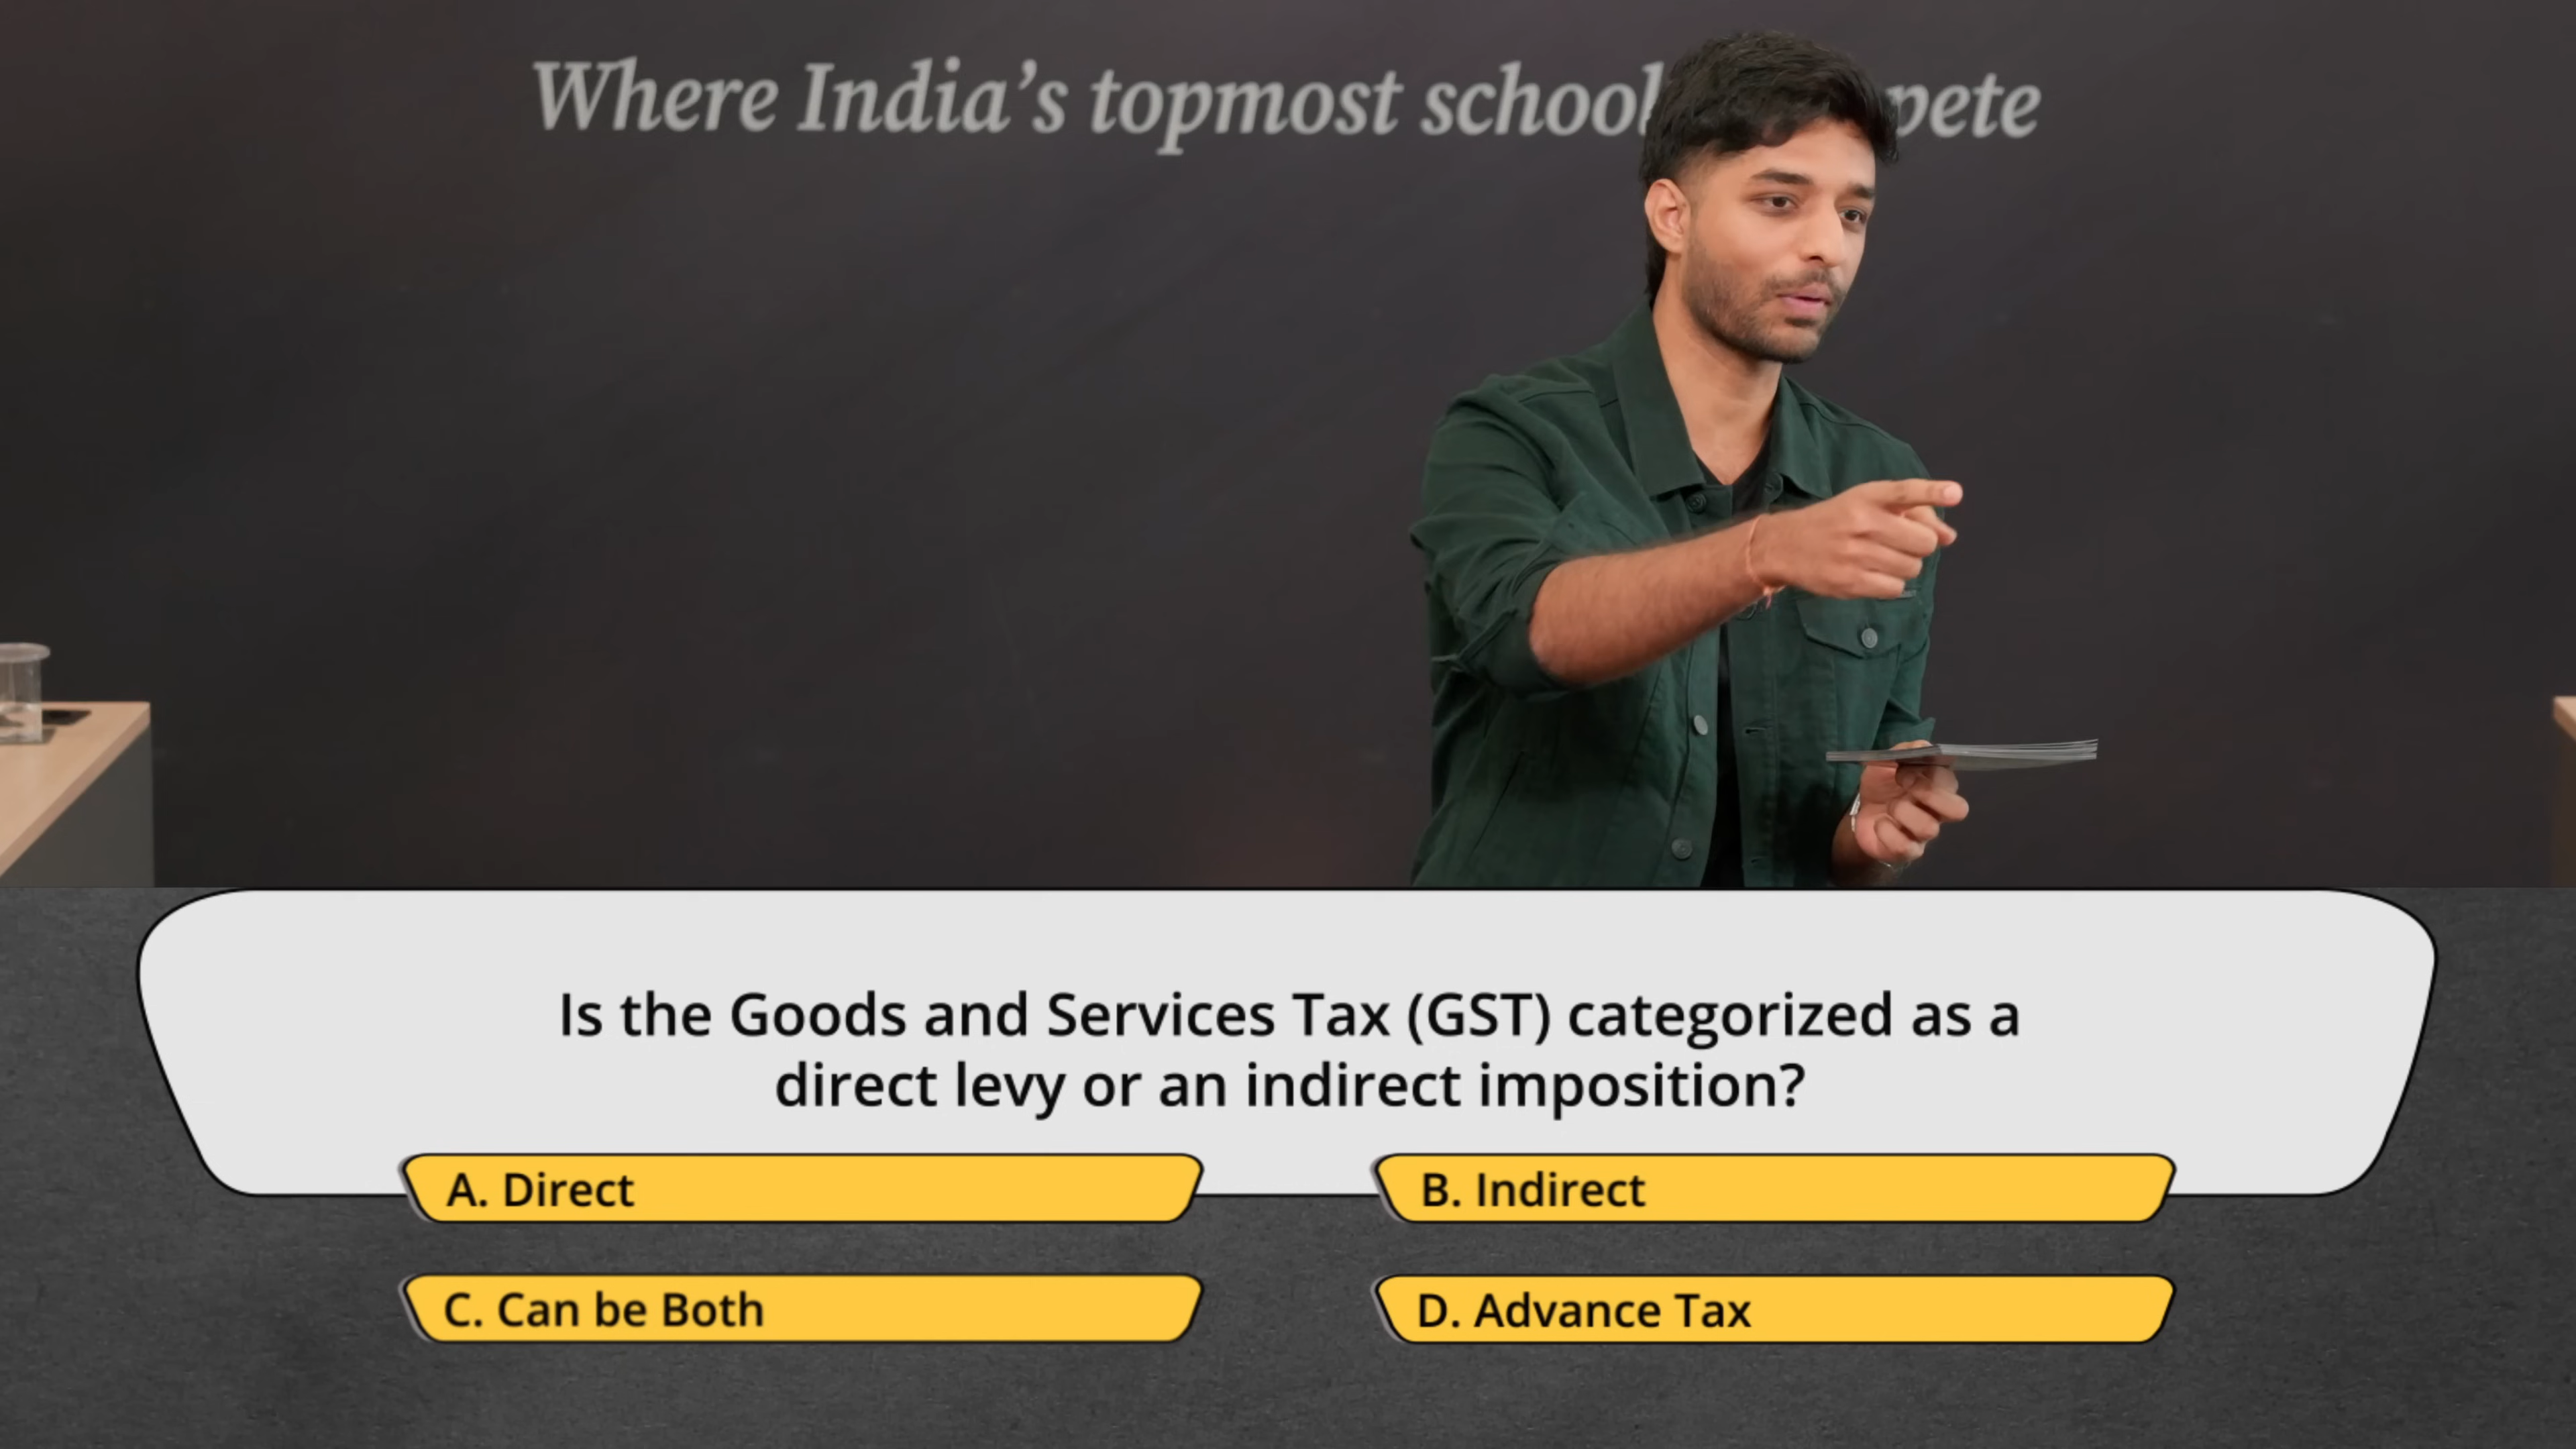 Where India's topmost school pete
Is the Goods and Services Tax (GST) categorized as a
direct levy or an indirect imposition?
A. Direct
B. Indirect
C. Can be Both
D. Advance Tax